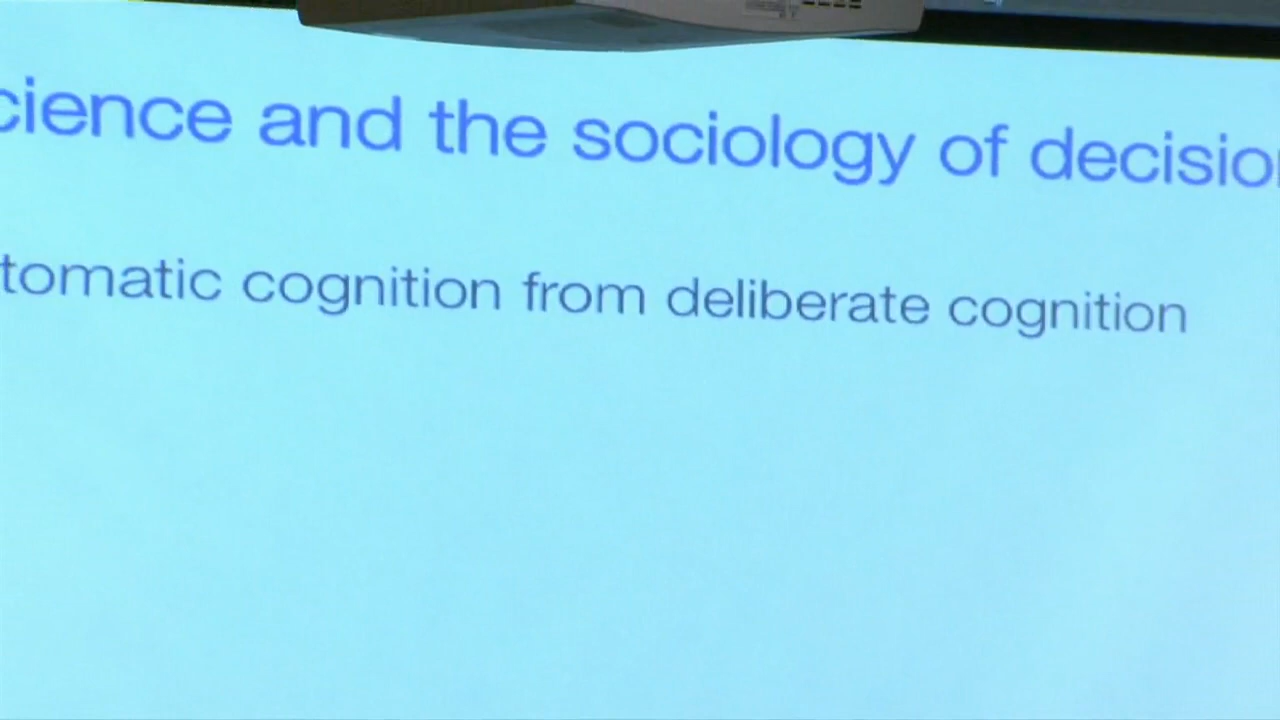 cience and the sociology of decisio
tomatic cognition from deliberate cognition